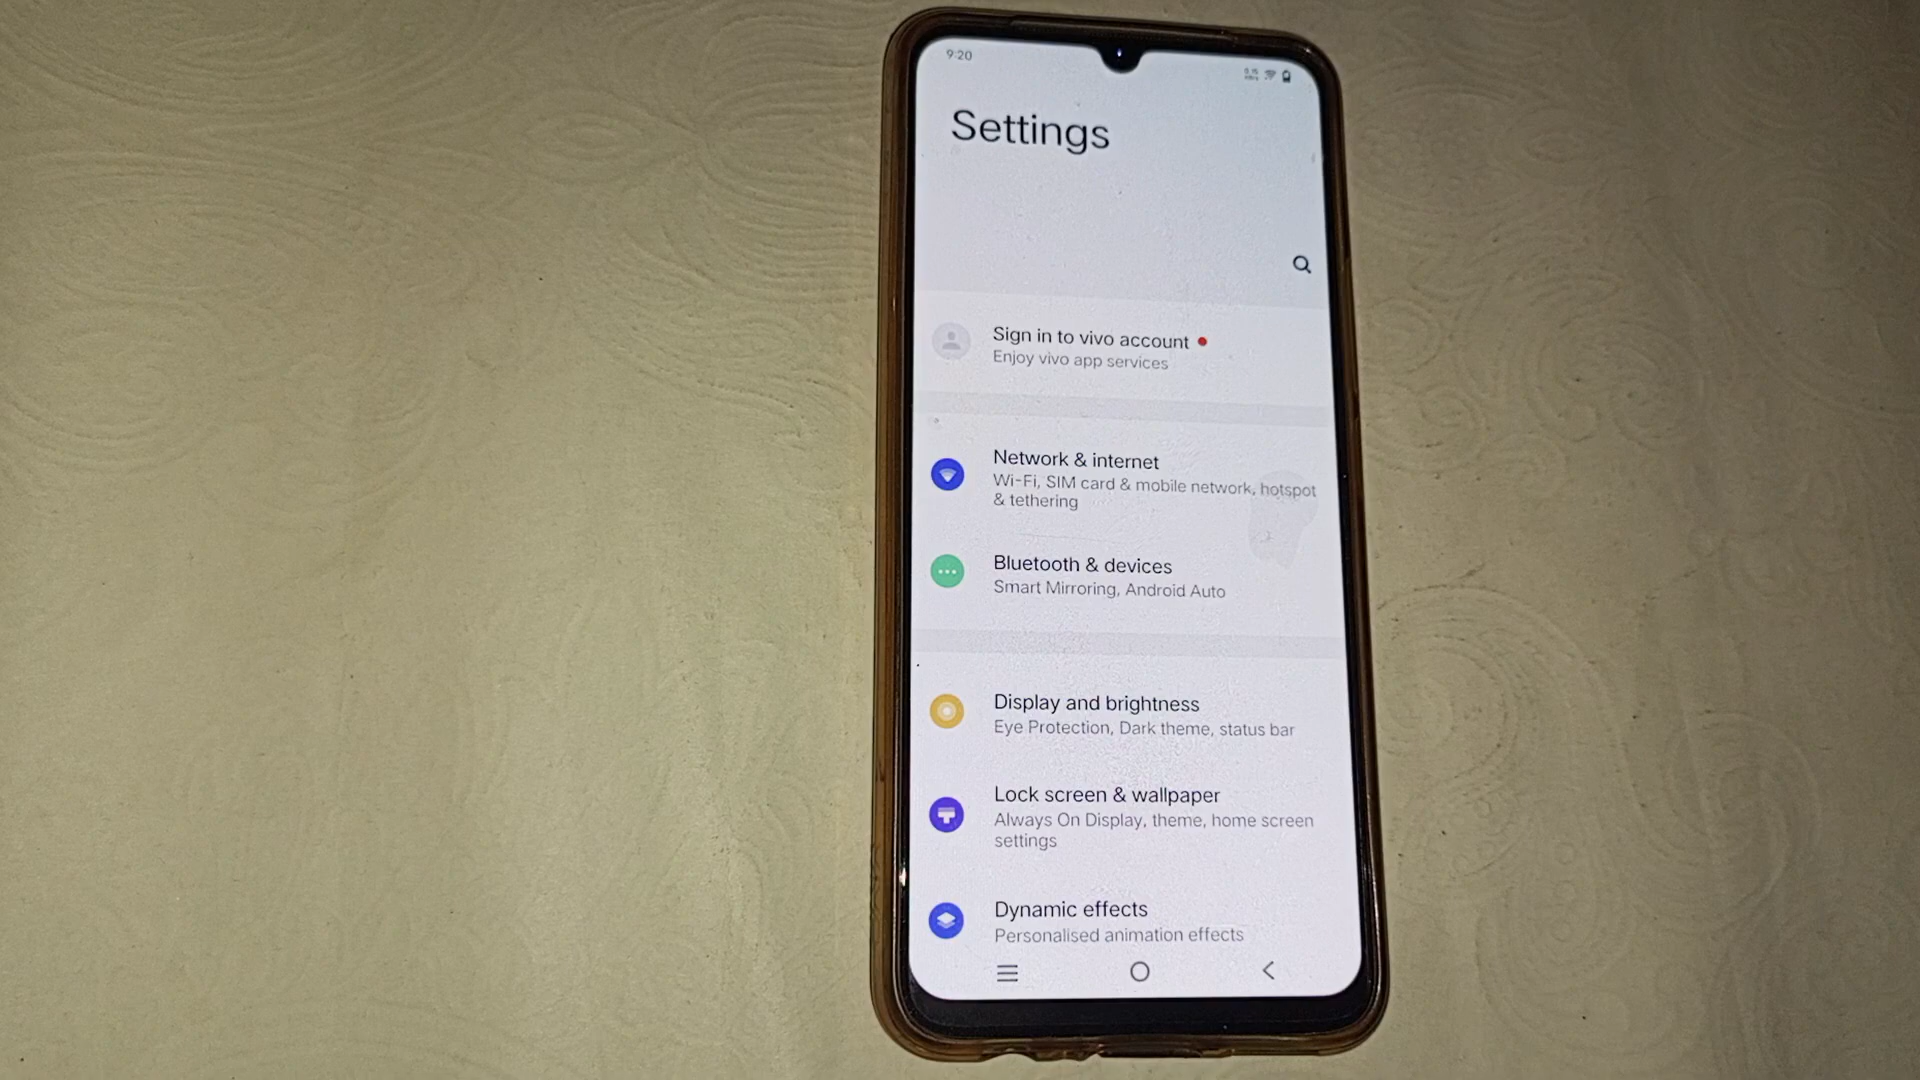 9:20
Settings
Sign in to vivo account
Enjoy vivo app services
Network & internet
Wi-Fi, SIM card & mobile network, hotspot
& tethering
Bluetooth & devices
Smart Mirroring, Android Auto
Display and brightness
Eye Protection, Dark theme, status bar
Lock screen & wallpaper
Always On Display, theme, home screen
settings
Dynamic effects
Personalised animation effects